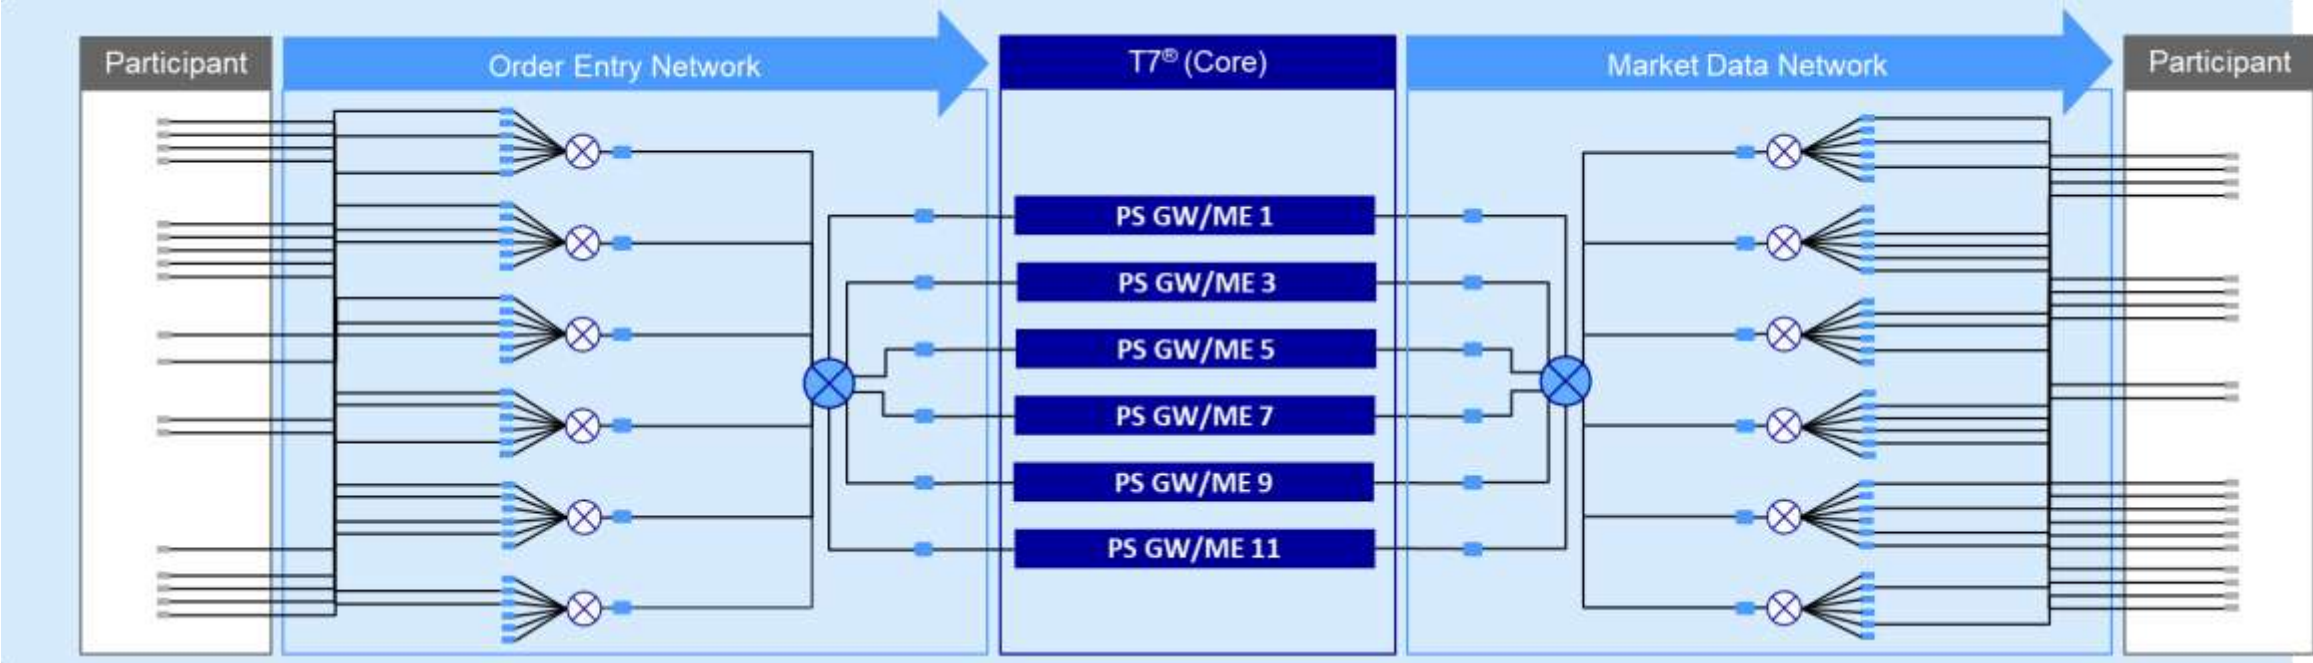 Participant
Order Entry Network
T7® (Core)
Market Data Network
Participant
PS GW/ME 1
PS GW/ME 3
PS GW/ME 5
PS GW/ME 7
PS GW/ME 9
PS GW/ME 11